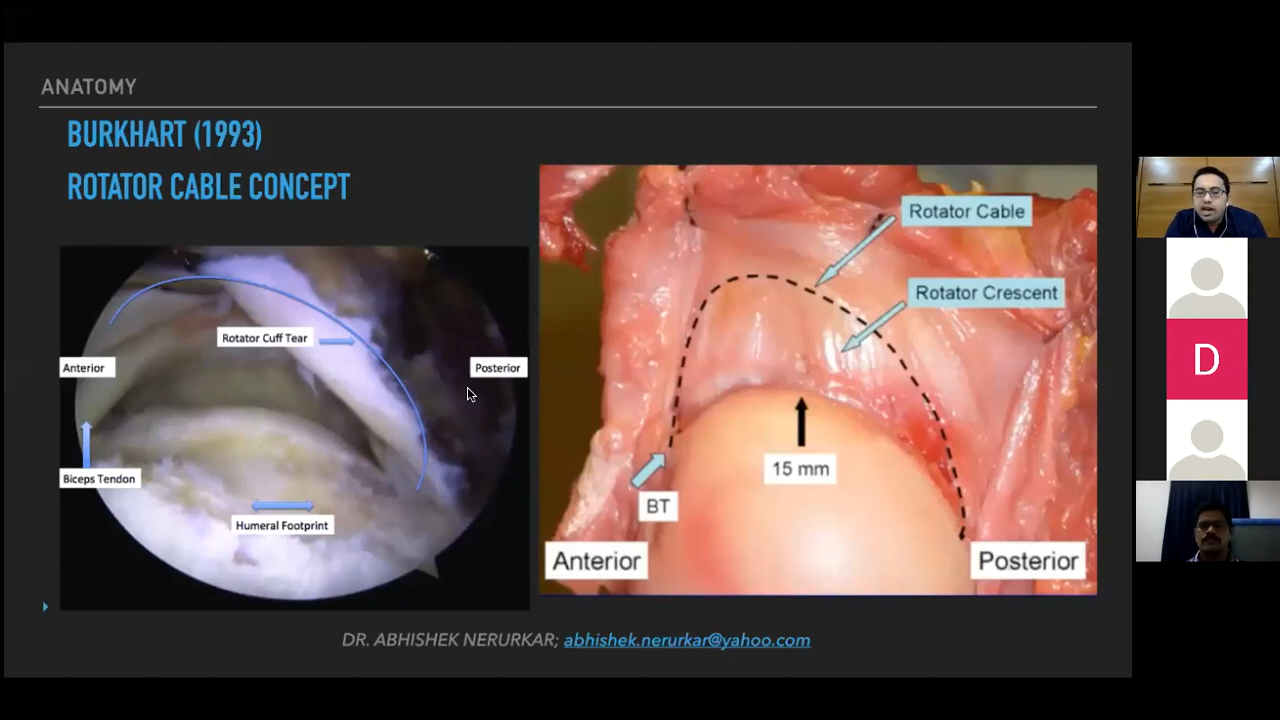 ANATOMY
BURKHART (1993)
ROTATOR CABLE CONCEPT
Rotator Cuff Tear
Anterior
Posterior
Biceps Tendon
Humeral Footprint
Rotator Cable
Rotator Crescent
15 mm
BT
Anterior
Posterior
DR. ABHISHEK NERURKAR; abhishek.nerurkar@yahoo.com
D